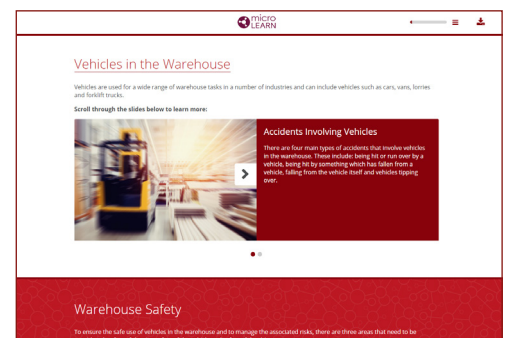 micro
LEARN
Vehicles in the Warehouse
Vehicles are used for a wide range of warehouse tasks in a number of industries and can include vehicles such as cars, vans, lorries
and forklift trucks.
Scroll through the slides below to learn more:
Accidents Involving Vehicles
There are four main types of accidents that involve vehicles
in the warehouse. These include: being hit or run over by a
vehicle, being hit by something which has fallen from a
vehicle, falling from the vehicle itself and vehicles tipping
over.
Warehouse Safety
To ensure the safe use of vehicles in the warehouse and to manage the associated risks, there are three areas that need to be